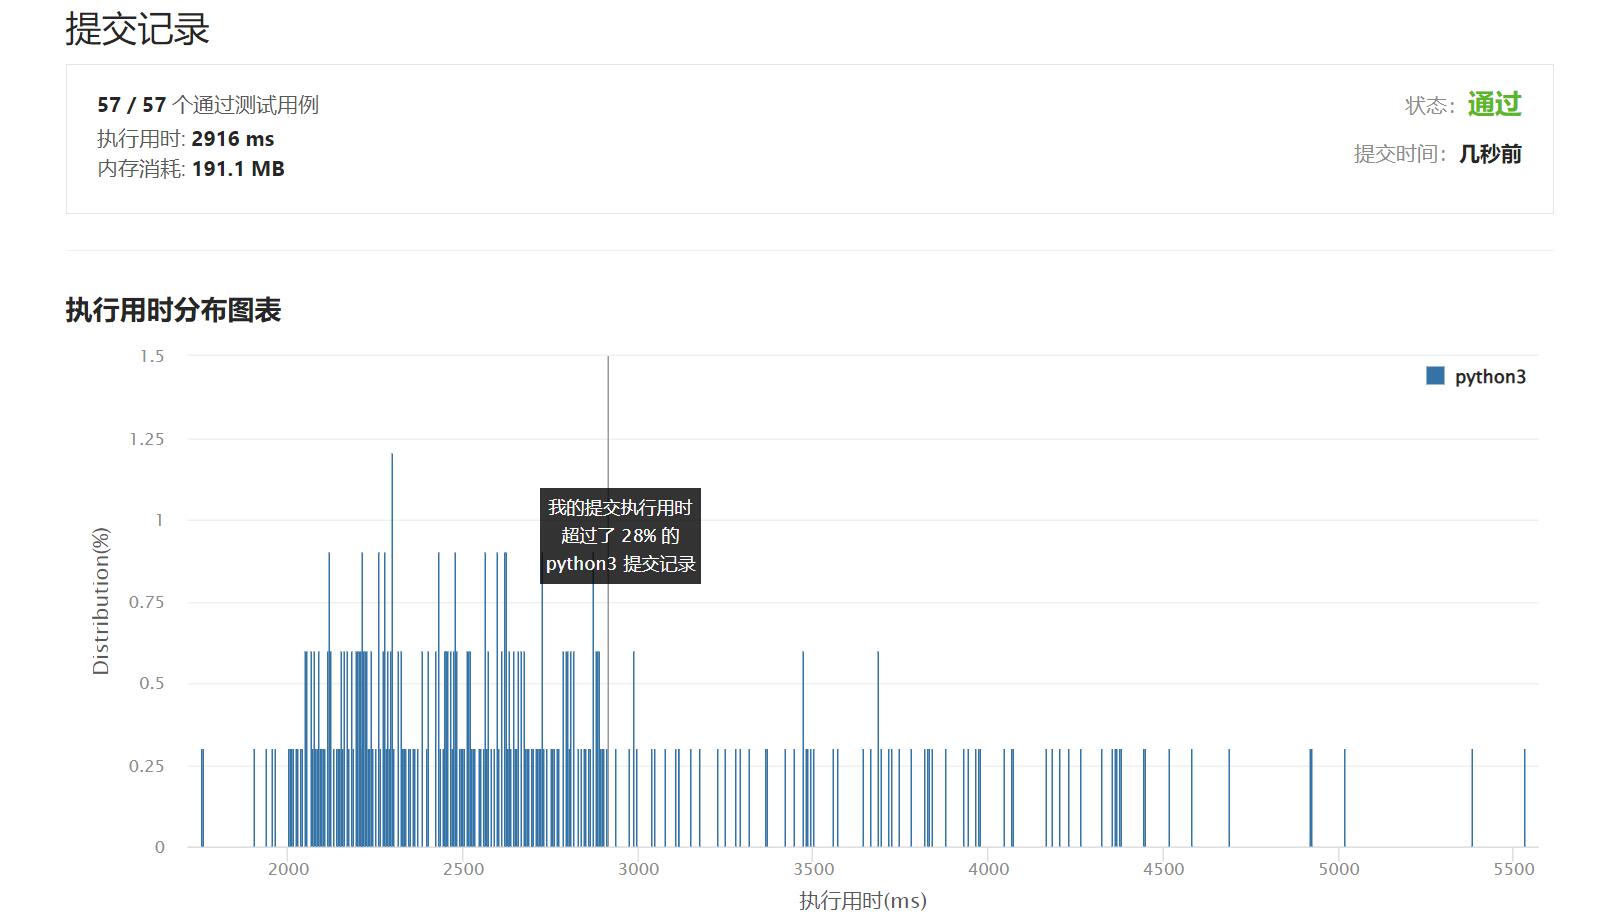 提交记录
57 / 57 个通过测试用例
状态：通过
执行用时: 2916 ms
提交时间：几秒前
内存消耗: 191.1 MB
执行用时分布图表
1.5
python3
1.25
我的提交执行用时
1
超过了 28% 的
python3 提交记录
Distribution(%)
0.75
0.5
0.25
0
2000
2500
3000
3500
4000
4500
5000
5500
执行用时(ms)